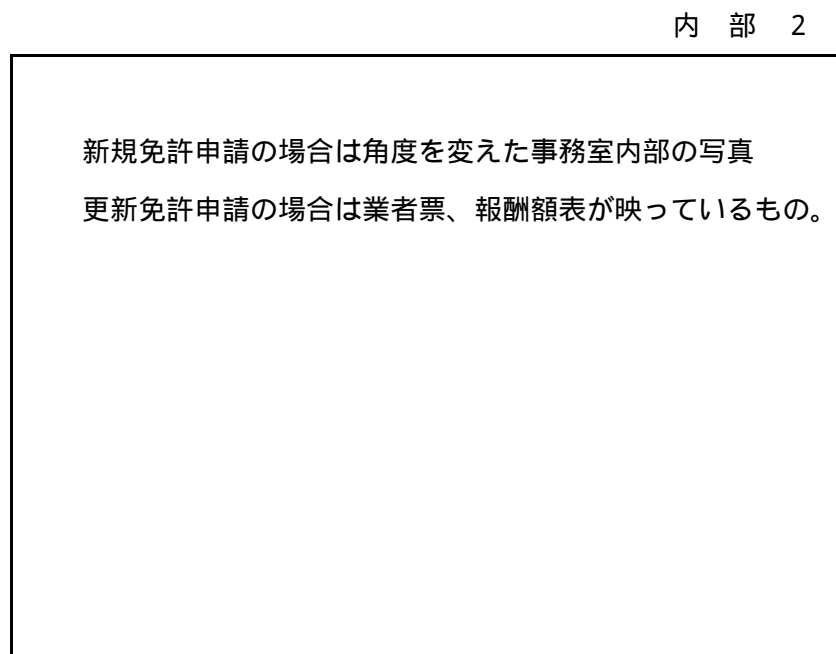 内 部 2
新規免許申請の場合は角度を変えた事務室内部の写真
更新免許申請の場合は業者票、報酬額表が映っているもの。